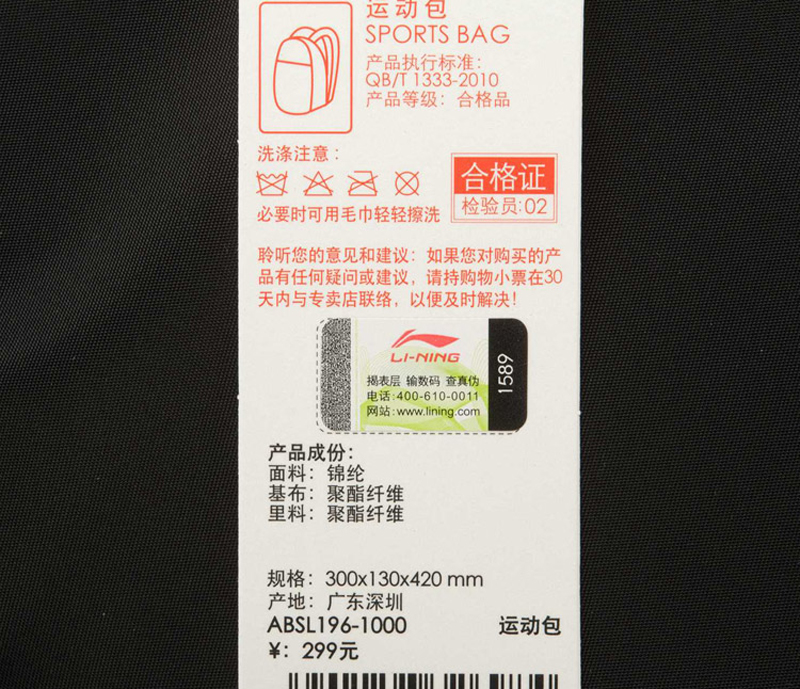 运动包
SPORTS BAG
产品执行标准：
QB/T 1333-2010
产品等级：合格品
洗涤注意：
必要时可用毛巾轻轻擦洗
合格证
检验员:02
聆听您的意见和建议：如果您对购买的产
品有任何疑问或建议，请持购物小票在30
天内与专卖店联络，以便及时解决！
LI-NING
揭表层 输数码 查真伪
电话:400-610-0011
网站:www.lining.com
1589
产品成份：
面料：锦纶
基布：聚酯纤维
里料：聚酯纤维
规格：300x130x420 mm
产地：广东深圳
ABSL196-1000 运动包
¥：299元